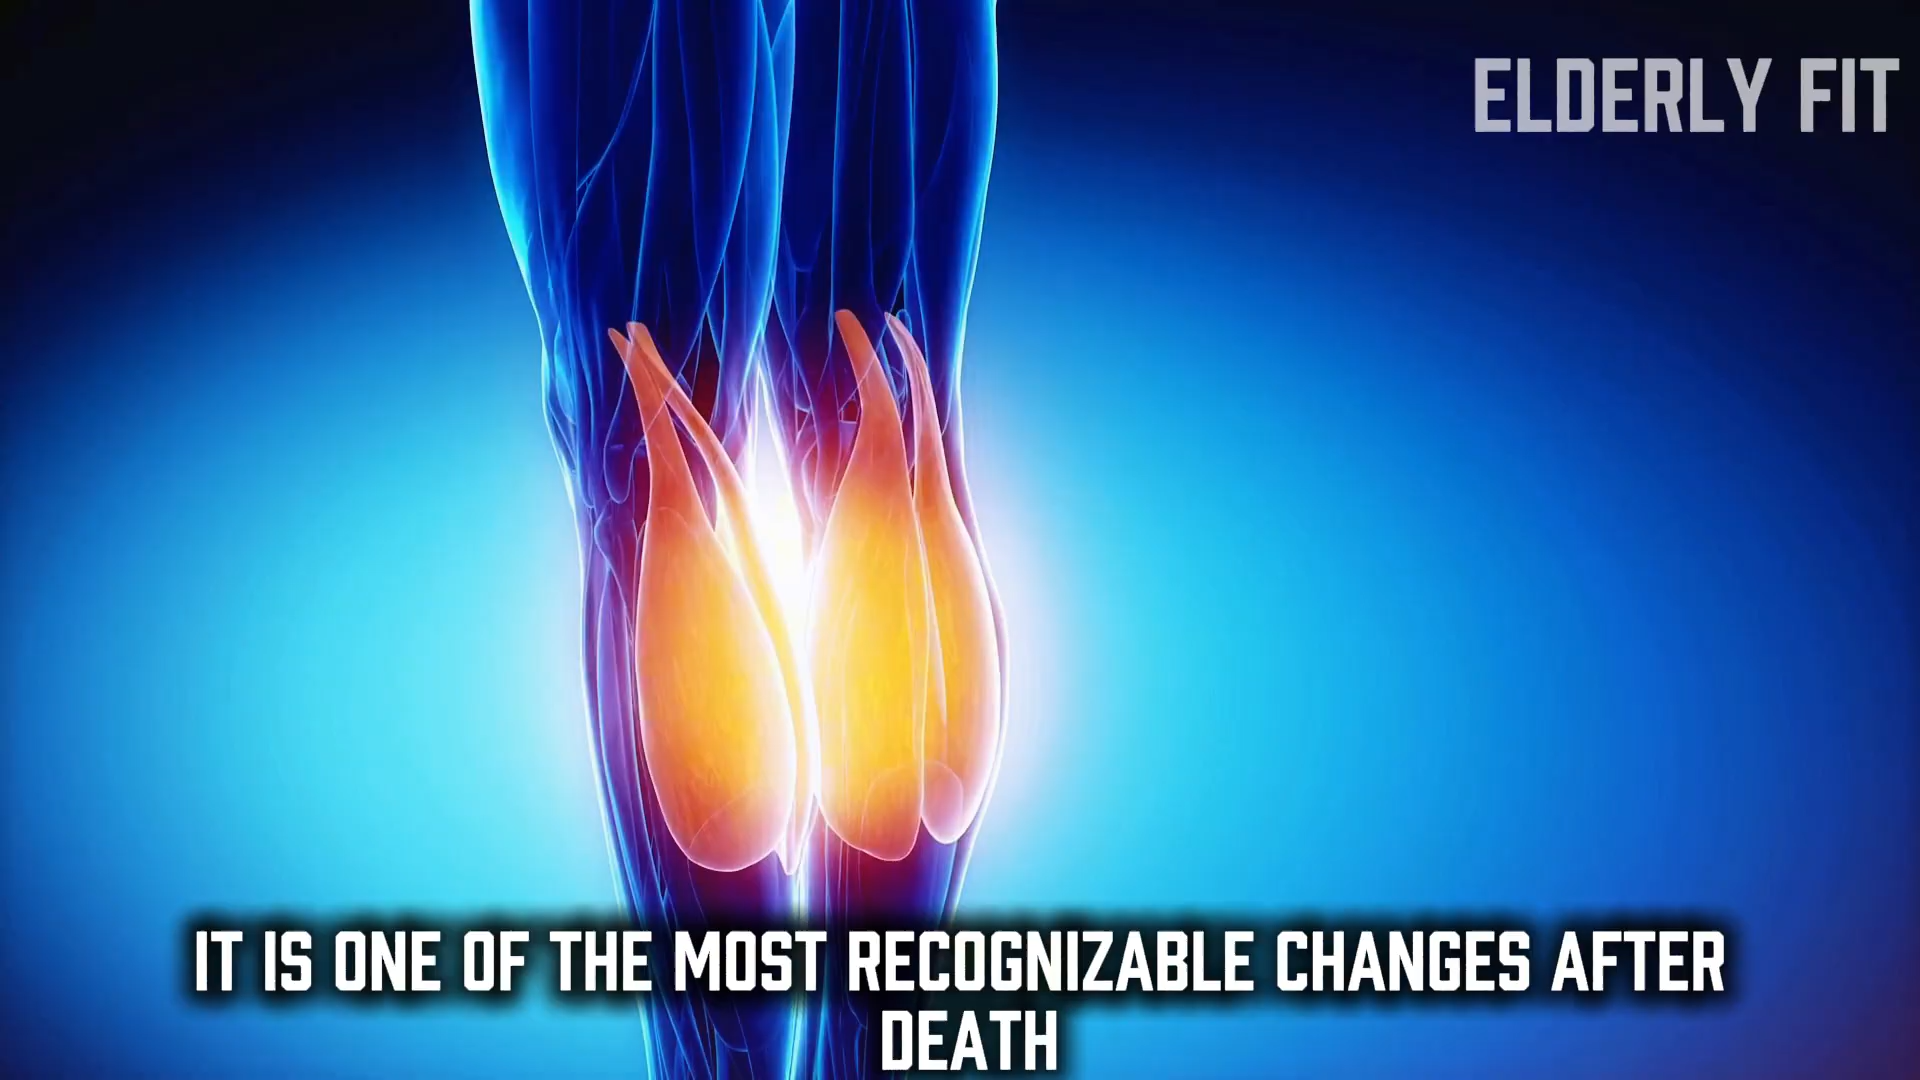 ELDERLY FIT
IT IS ONE OF THE MOST RECOGNIZABLE CHANGES AFTER
DEATH